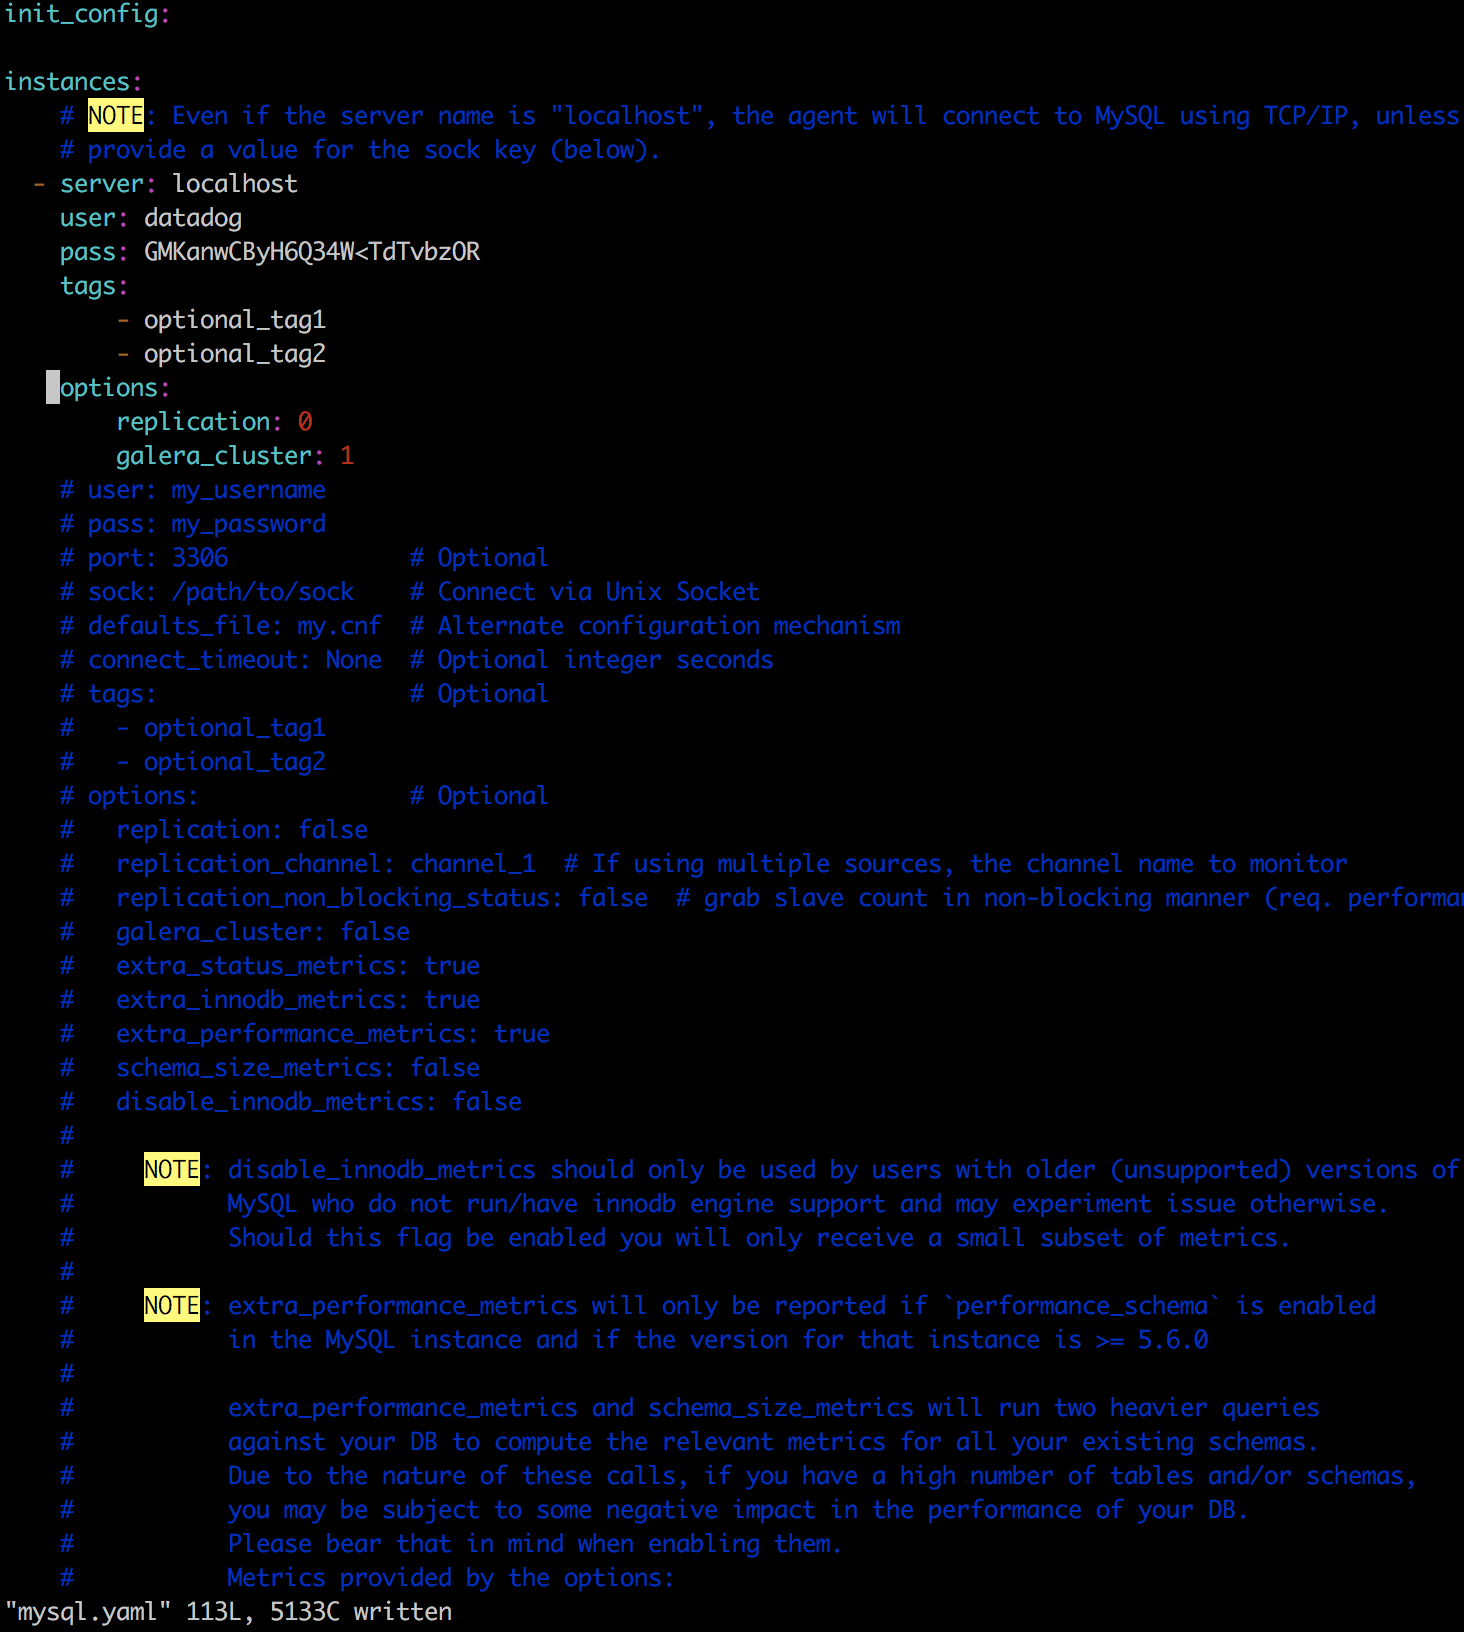 init_config:
instances:
# NOTE: Even if the server name is "localhost", the agent will connect to MySQL using TCP/IP, unless
# provide a value for the sock key (below).
- server: localhost
user: datadog
pass: GMKanwCByH6Q34W<TdTvbzOR
tags:
- optional_tag1
- optional_tag2
options:
replication: 0
galera_cluster: 1
# user: my_username
# pass: my_password
# port: 3306 # Optional
# sock: /path/to/sock # Connect via Unix Socket
# defaults_file: my.cnf # Alternate configuration mechanism
# connect_timeout: None # Optional integer seconds
# tags: # Optional
# - optional_tag1
# - optional_tag2
# options: # Optional
# replication: false
# replication_channel: channel_1 # If using multiple sources, the channel name to monitor
# replication_non_blocking_status: false # grab slave count in non-blocking manner (req. performa
# galera_cluster: false
# extra_status_metrics: true
# extra_innodb_metrics: true
# extra_performance_metrics: true
# schema_size_metrics: false
# disable_innodb_metrics: false
#
# NOTE: disable_innodb_metrics should only be used by users with older (unsupported) versions of
# MySQL who do not run/have innodb engine support and may experiment issue otherwise.
# Should this flag be enabled you will only receive a small subset of metrics.
#
# NOTE: extra_performance_metrics will only be reported if `performance_schema` is enabled
# in the MySQL instance and if the version for that instance is >= 5.6.0
#
# extra_performance_metrics and schema_size_metrics will run two heavier queries
# against your DB to compute the relevant metrics for all your existing schemas.
# Due to the nature of these calls, if you have a high number of tables and/or schemas,
# you may be subject to some negative impact in the performance of your DB.
# Please bear that in mind when enabling them.
# Metrics provided by the options:
"mysql.yaml" 113L, 5133C written